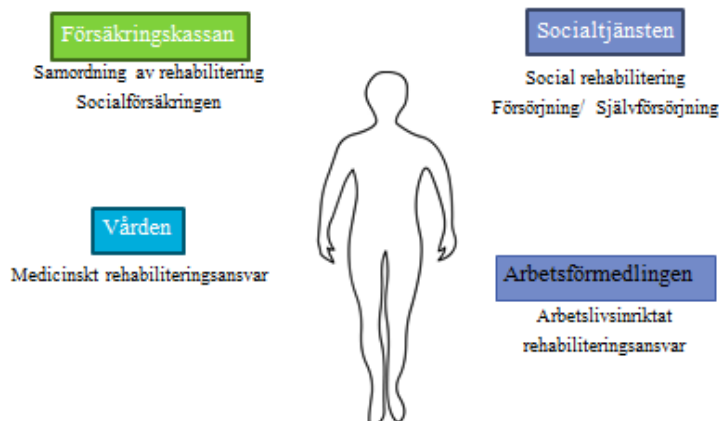 Försäkringskassan
Samordning av rehabilitering
Socialförsäkringen
Socialtjänsten
Social rehabilitering
Försörjning/ Självförsörjning
Vården
Medicinskt rehabiliteringsansvar
Arbetsförmedlingen
Arbetslivsinriktat
rehabiliteringsansvar